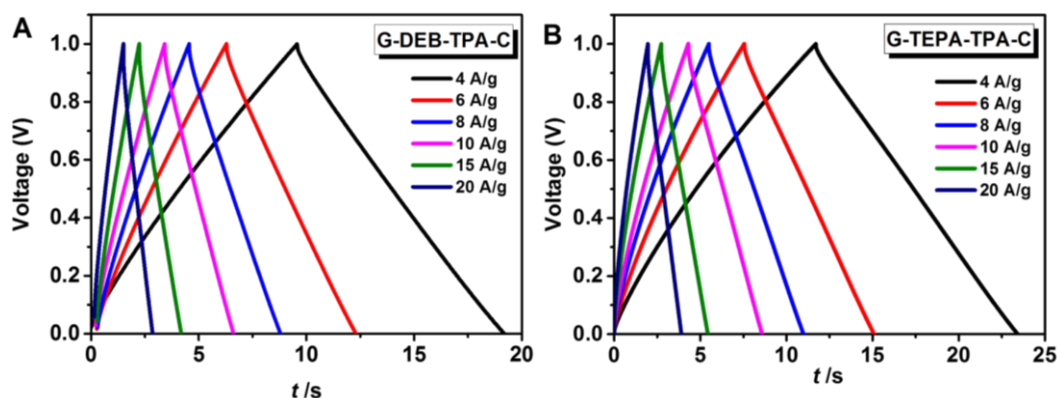 A
G-DEB-TPA-C
4 A/g
6 A/g
8 A/g
10 A/g
15 A/g
20 A/g
Voltage (V)
1.0
0.8
0.6
0.4
0.2
0.0
0 5 10 15 20
t /s
B
G-TEPA-TPA-C
4 A/g
6 A/g
8 A/g
10 A/g
15 A/g
20 A/g
Voltage (V)
1.0
0.8
0.6
0.4
0.2
0.0
0 5 10 15 20 25
t /s